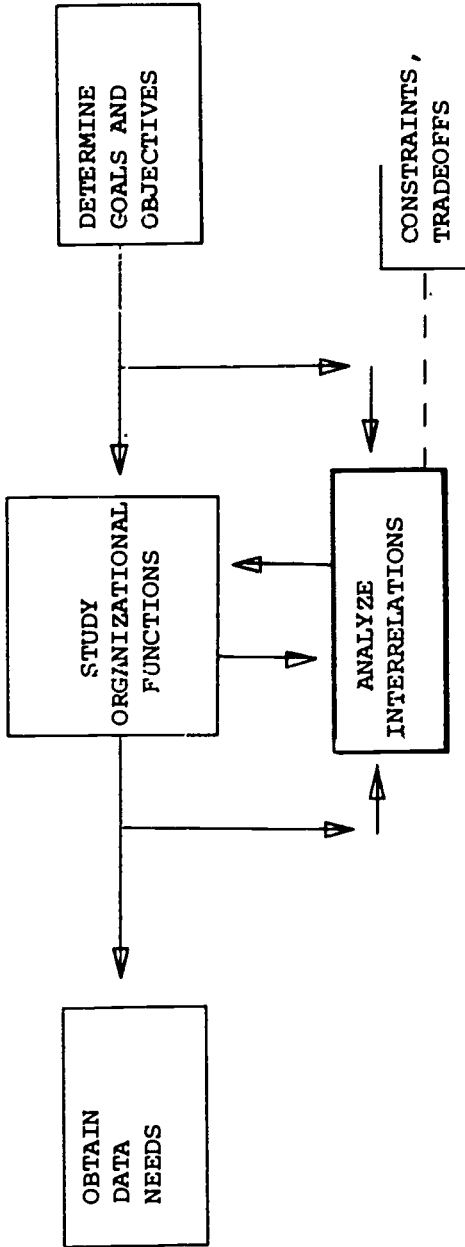 DETERMINE
GOALS AND
OBJECTIVES
STUDY
ORGANIZATIONAL
FUNCTIONS
OBTAIN
DATA
NEEDS
ANALYZE
INTERRELATIONS
CONSTRAINTS,
TRADEOFFS